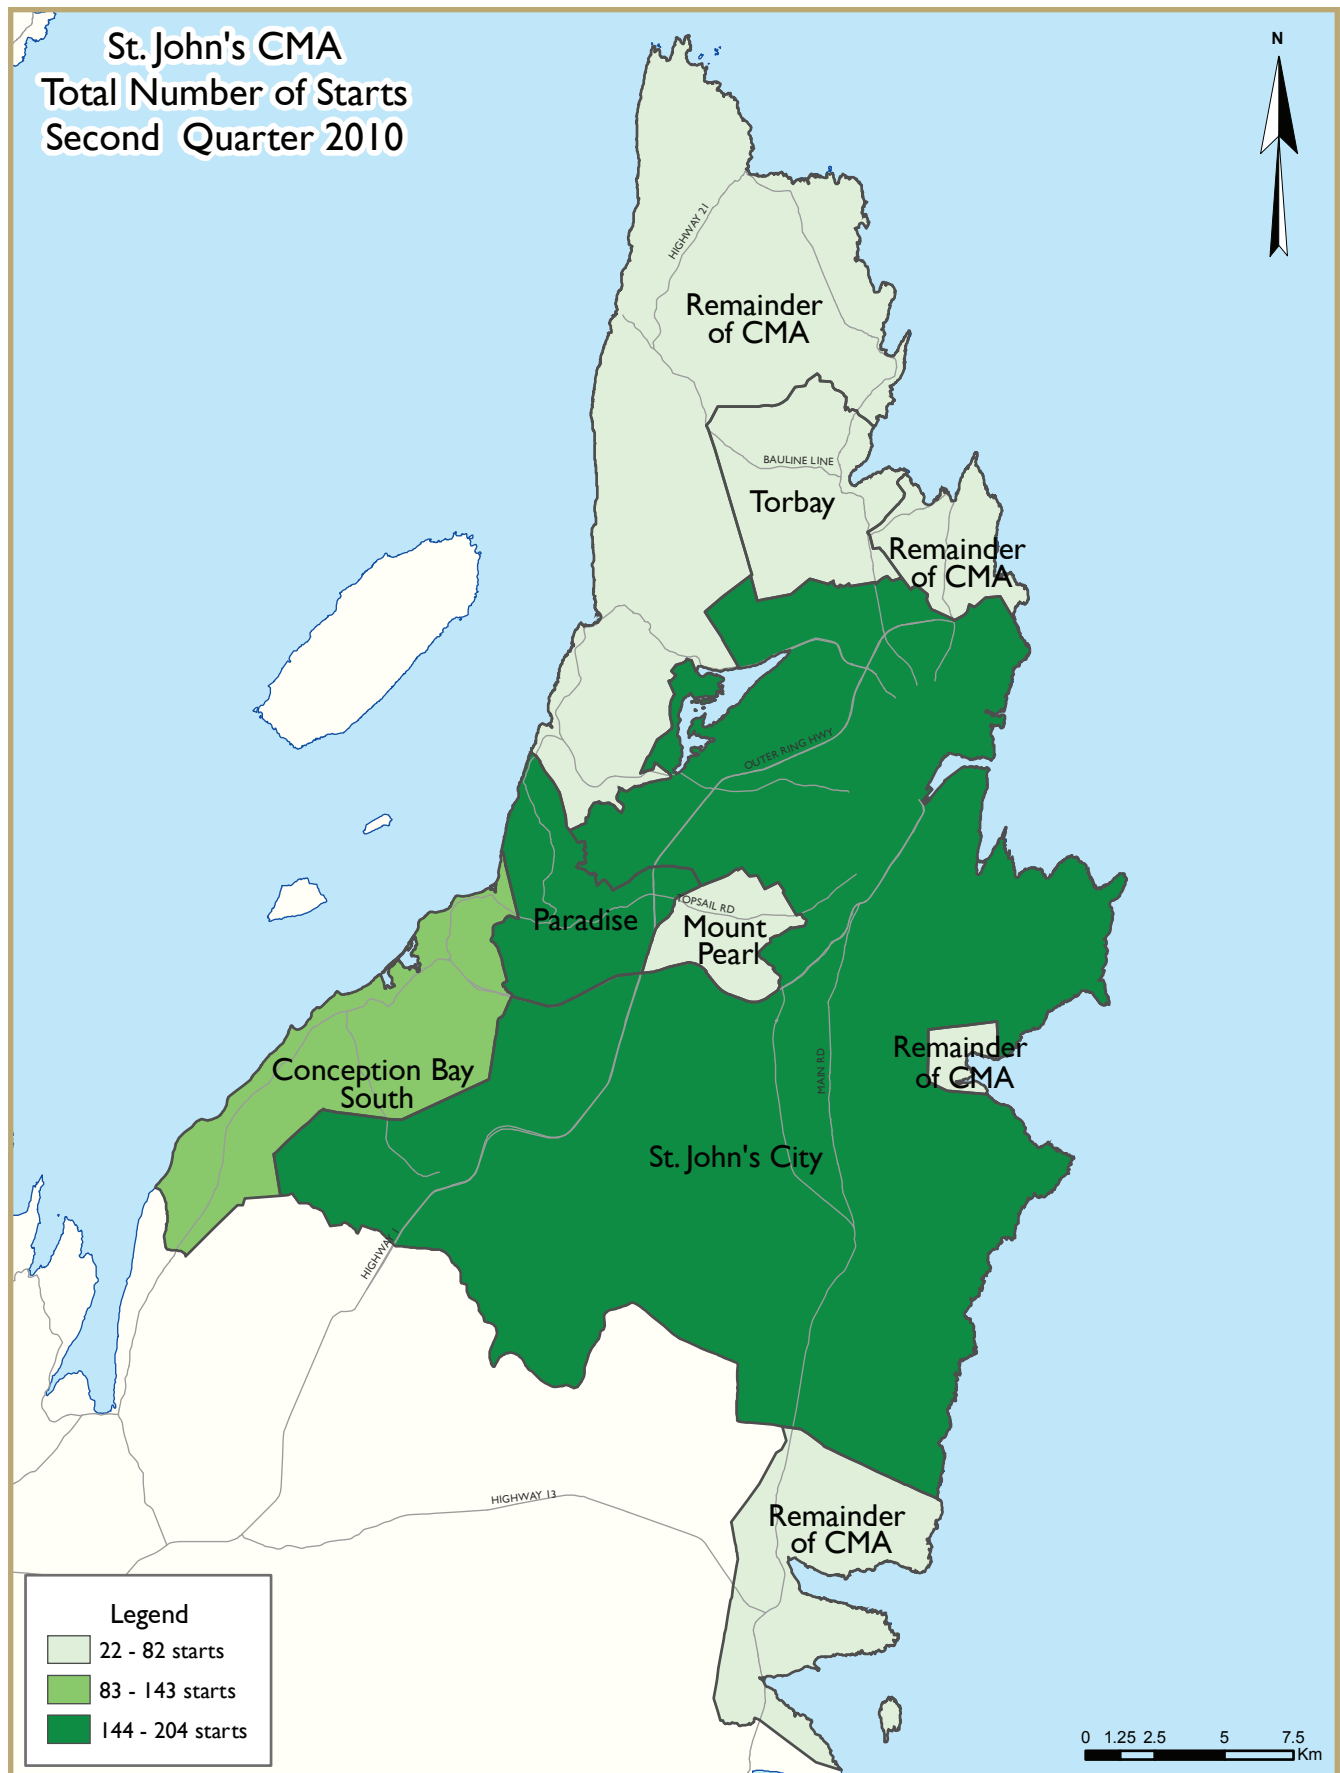 St. John's CMA
Total Number of Starts
Second Quarter 2010
N
HIGHWAY 21
Remainder
of CMA
BAULINE LINE
Torbay
Remainder
of CMA
OUTER RING HWY
TOPSAIL RD
Paradise
Mount
Pearl
Remainder
of CMA
MAIN RD
Conception Bay
South
St. John's City
HIGHWAY 1
HIGHWAY 13
Remainder
of CMA
Legend
22 - 82 starts
83 - 143 starts
144 - 204 starts
0 1.25 2.5 5 7.5
Km